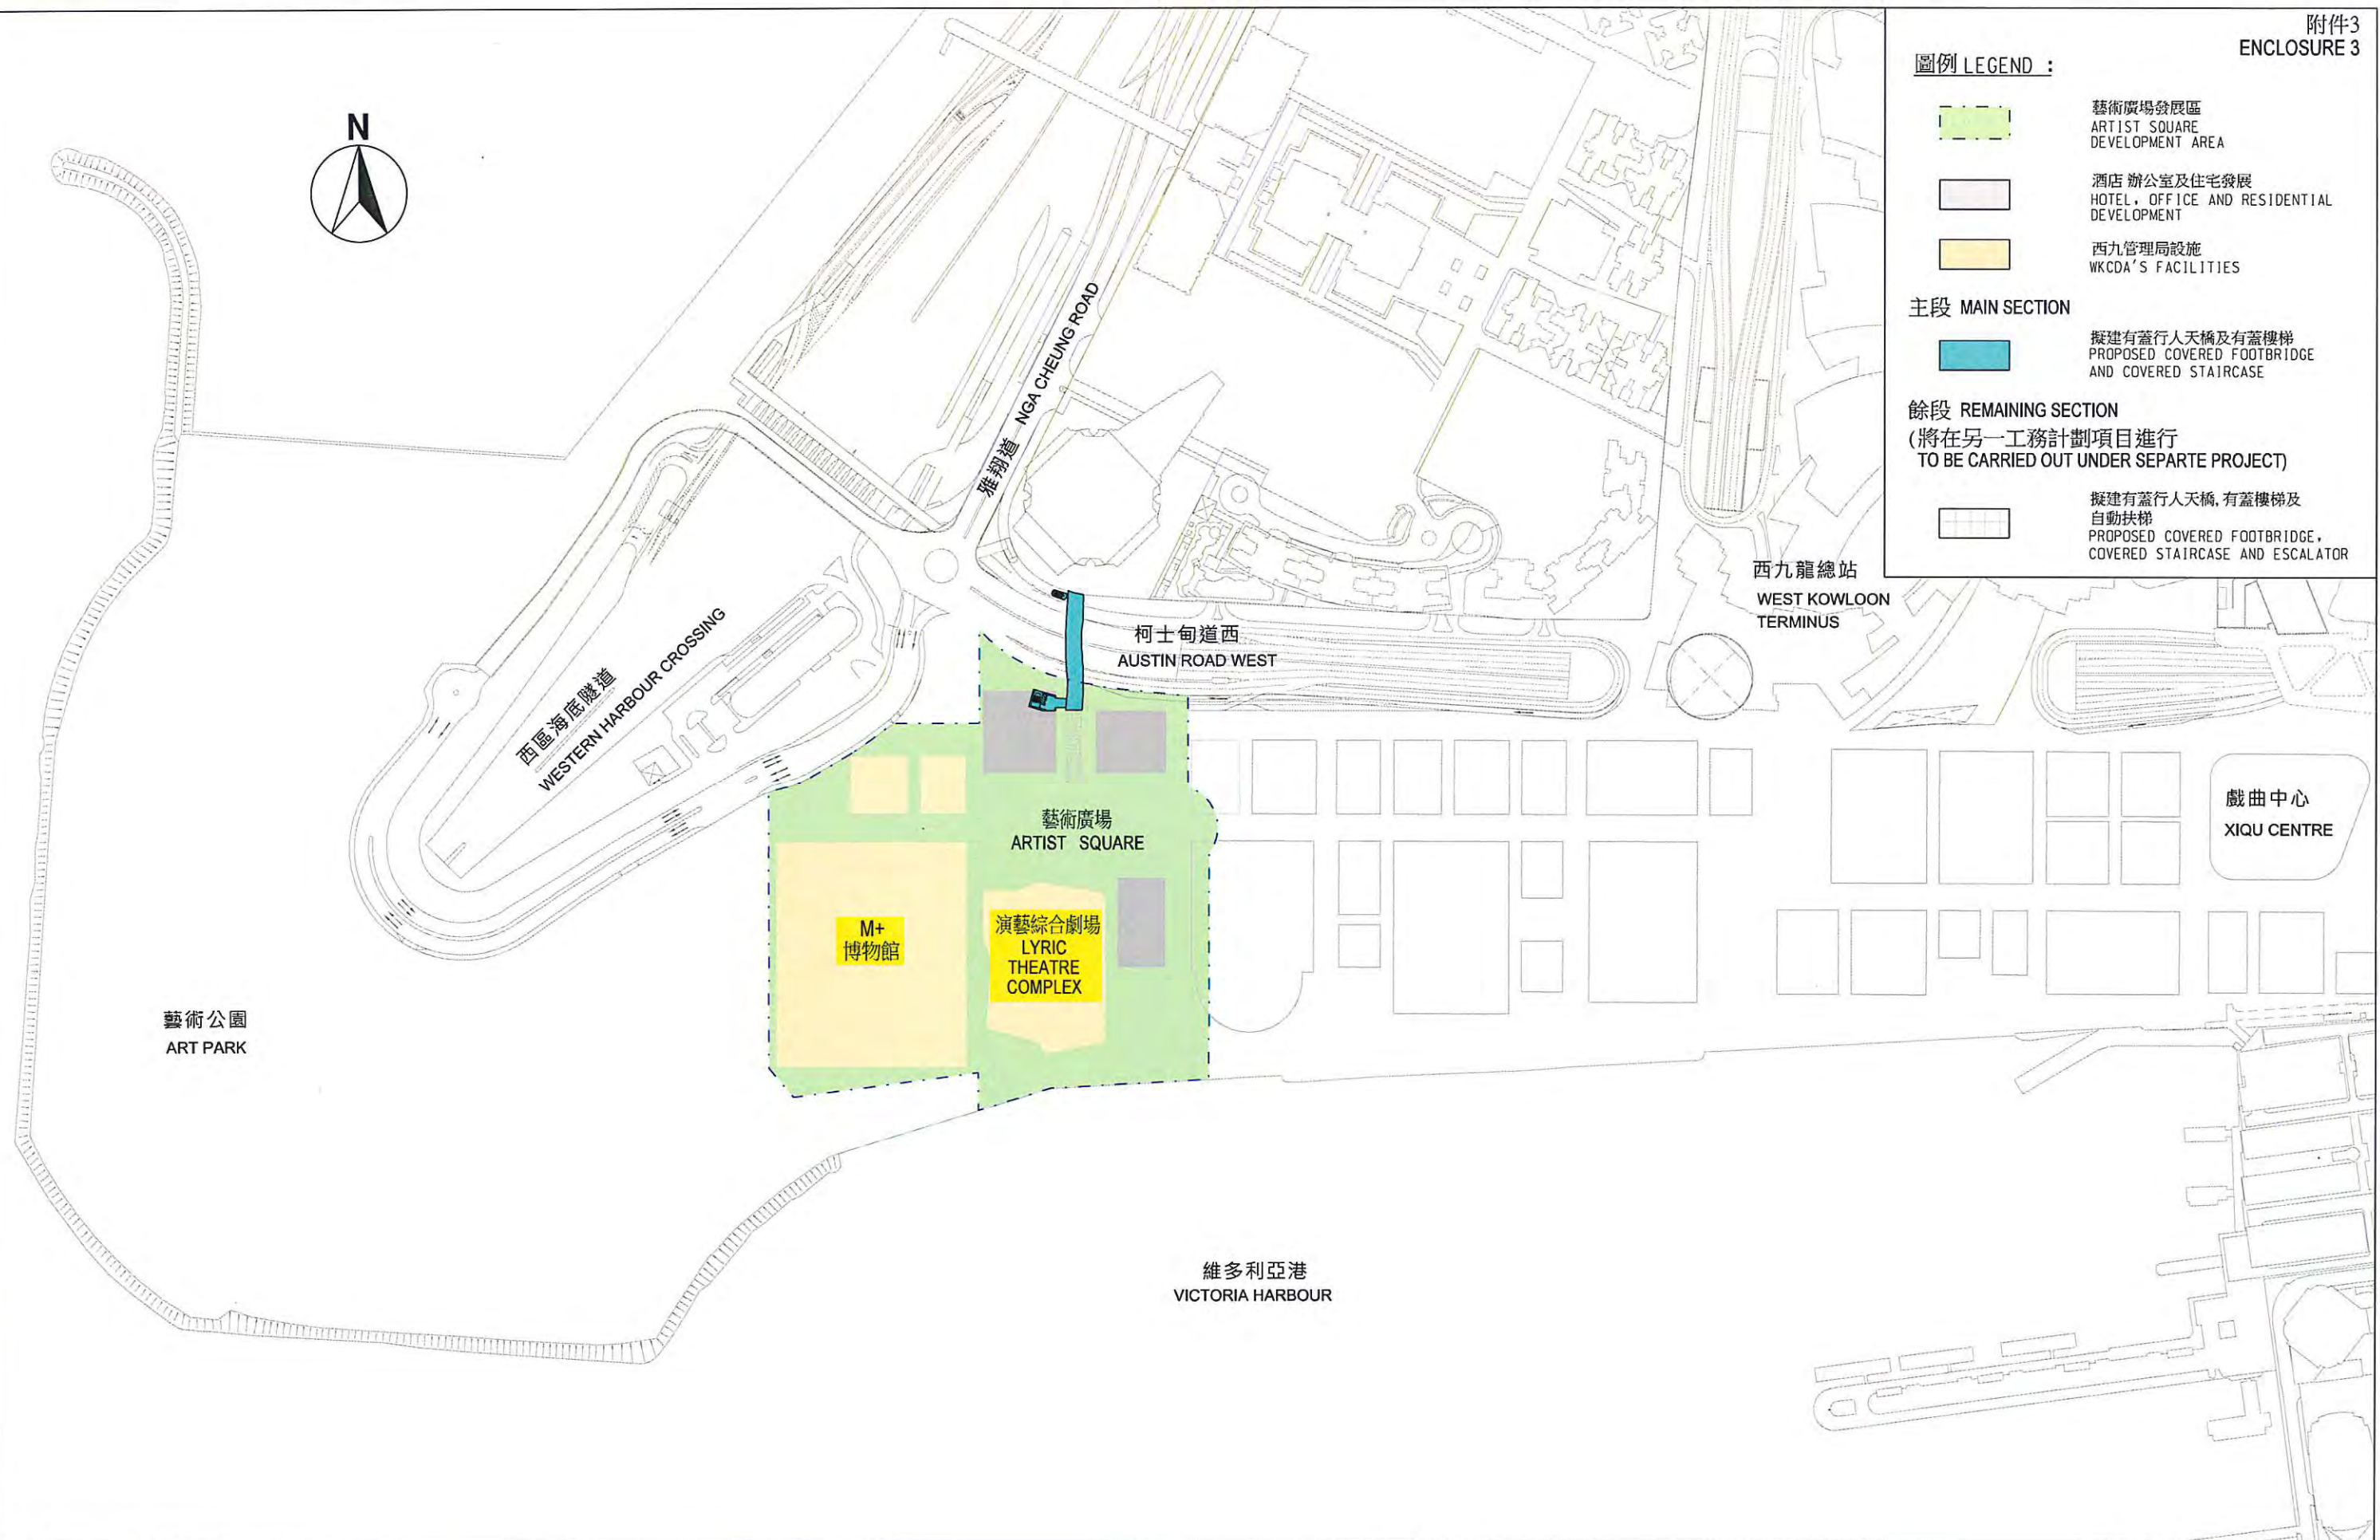 附件3
ENCLOSURE 3
圖例 LEGEND :
藝術廣場發展區
ARTIST SQUARE
DEVELOPMENT AREA
酒店 辦公室及住宅發展
HOTEL, OFFICE AND RESIDENTIAL
DEVELOPMENT
西九管理局設施
WKCDA'S FACILITIES
主段 MAIN SECTION
擬建有蓋行人天橋及有蓋樓梯
PROPOSED COVERED FOOTBRIDGE
AND COVERED STAIRCASE
餘段 REMAINING SECTION
(將在另一工務計劃項目進行
TO BE CARRIED OUT UNDER SEPARTE PROJECT)
擬建有蓋行人天橋, 有蓋樓梯及
自動扶梯
PROPOSED COVERED FOOTBRIDGE,
COVERED STAIRCASE AND ESCALATOR
N
雅翔道 NGA CHEUNG ROAD
西九龍總站
WEST KOWLOON
TERMINUS
柯士甸道西
AUSTIN ROAD WEST
西區海底隧道
WESTERN HARBOUR CROSSING
藝術廣場
ARTIST SQUARE
戲曲中心
XIQU CENTRE
M+
博物館
演藝綜合劇場
LYRIC
THEATRE
COMPLEX
藝術公園
ART PARK
維多利亞港
VICTORIA HARBOUR